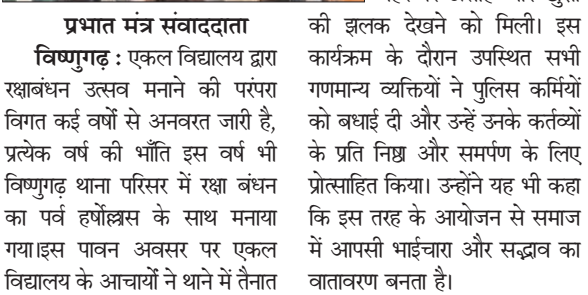 प्रभात मंत्र संवाददाता
विष्णुगढ़ : एकल विद्यालय द्वारा
रक्षाबंधन उत्सव मनाने की परंपरा
विगत कई वर्षों से अनवरत जारी है,
प्रत्येक वर्ष की भाँति इस वर्ष भी
विष्णुगढ़ थाना परिसर में रक्षा बंधन
का पर्व हर्षोल्लास के साथ मनाया
गया।इस पावन अवसर पर एकल
विद्यालय के आचार्यों ने थाने में तैनात
की झलक देखने को मिली। इस
कार्यक्रम के दौरान उपस्थित सभी
गणमान्य व्यक्तियों ने पुलिस कर्मियों
को बधाई दी और उन्हें उनके कर्तव्यों
के प्रति निष्ठा और समर्पण के लिए
प्रोत्साहित किया। उन्होंने यह भी कहा
कि इस तरह के आयोजन से समाज
में आपसी भाईचारा और सद्भाव का
वातावरण बनता है।